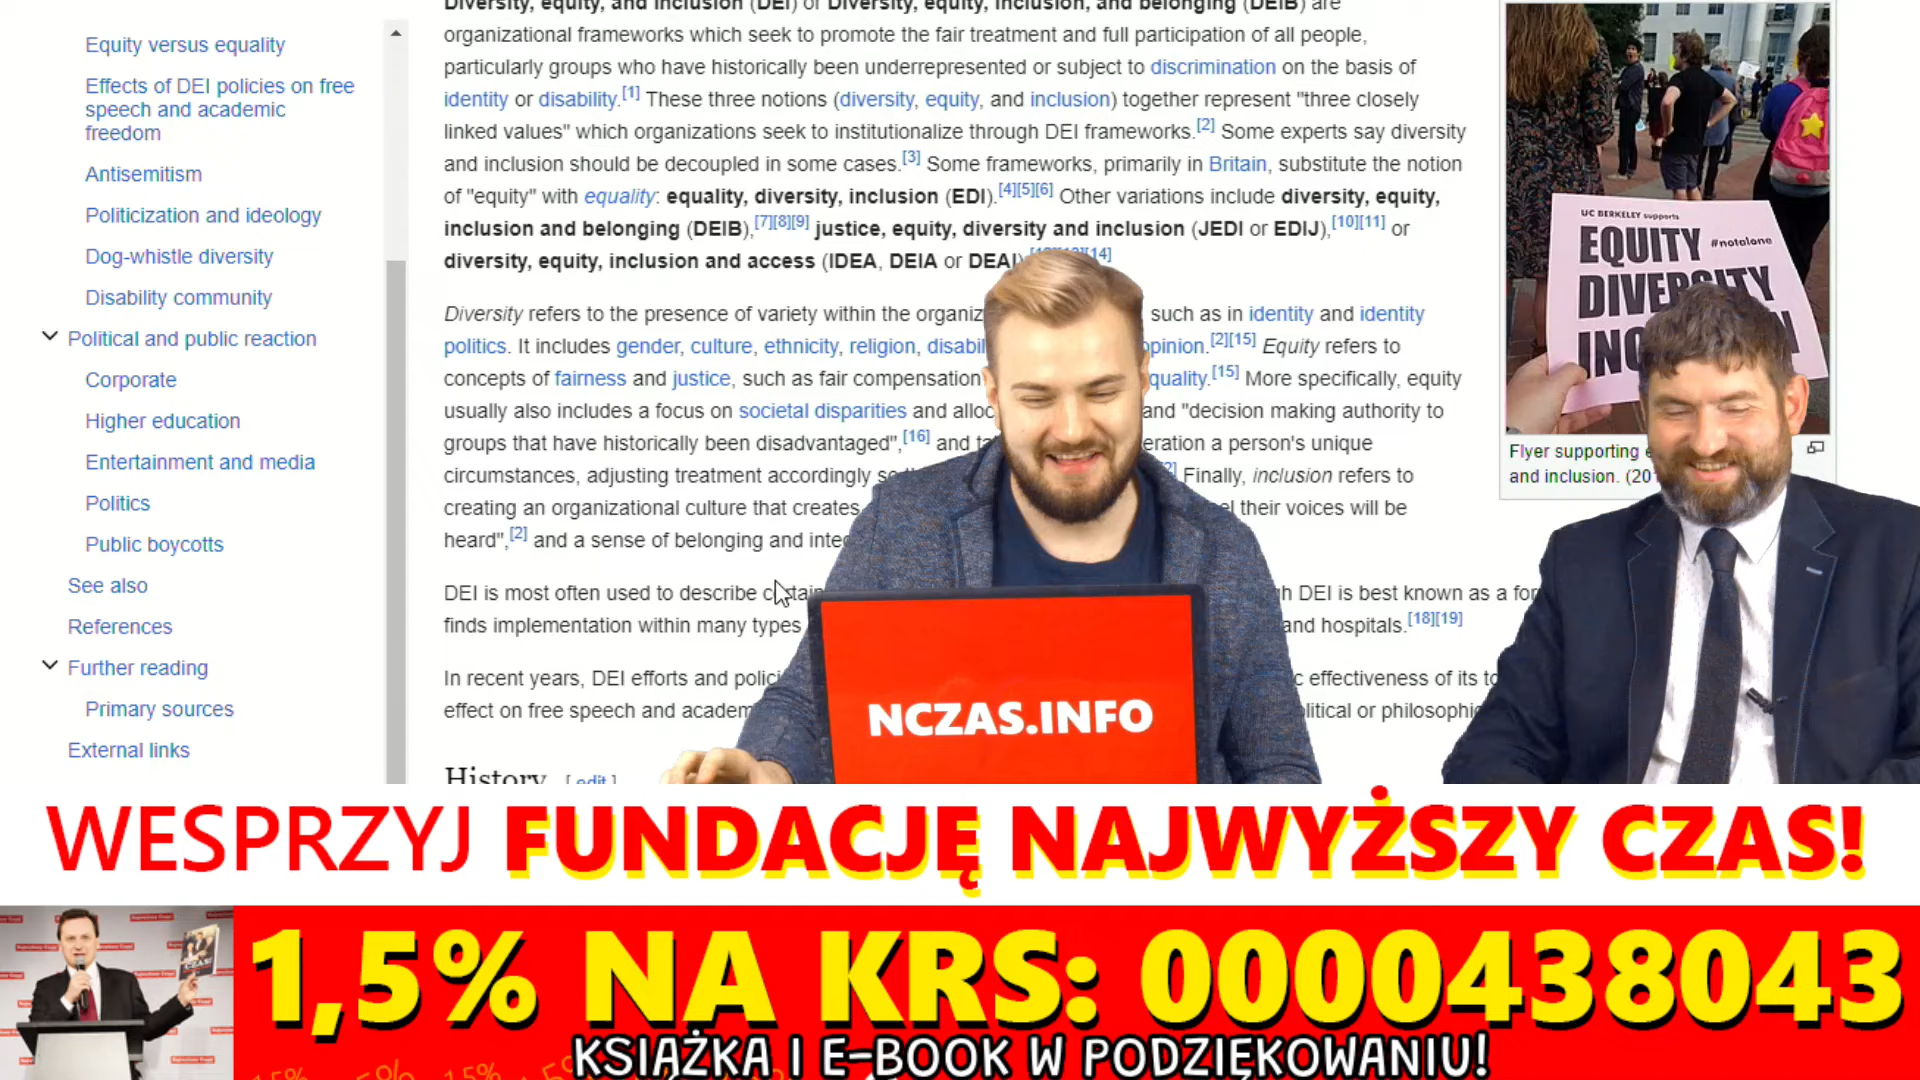 Equity versus equality
Effects of DEI policies on free
speech and academic
freedom
Antisemitism
Politicization and ideology
Dog-whistle diversity
Disability community
Political and public reaction
Corporate
Higher education
Entertainment and media
Politics
Public boycotts
See also
References
Further reading
Primary sources
External links
Diversity, equity, and inclusion (DEI) or Diversity, equity, inclusion, and belonging (DEIB) are
organizational frameworks which seek to promote the fair treatment and full participation of all people,
particularly groups who have historically been underrepresented or subject to discrimination on the basis of
identity or disability.[1] These three notions (diversity, equity, and inclusion) together represent "three closely
linked values" which organizations seek to institutionalize through DEI frameworks.[2] Some experts say diversity
and inclusion should be decoupled in some cases.[3] Some frameworks, primarily in Britain, substitute the notion
of "equity" with equality: equality, diversity, inclusion (EDI).[4][5][6] Other variations include diversity, equity,
inclusion and belonging (DEIB),[7][8][9] justice, equity, diversity and inclusion (JEDI or EDIJ),[10][11] or
diversity, equity, inclusion and access (IDEA, DEIA or DEAI) [14]
Diversity refers to the presence of variety within the such as in identity and identity
politics. It includes gender, culture, ethnicity, religion, opinion.[2][15] Equity refers to
concepts of fairness and justice, such as fair compensation quality.[15] More specifically, equity
usually also includes a focus on societal disparities and and "decision making authority to
groups that have historically been disadvantaged",[16] and a person's unique
circumstances, adjusting treatment accordingly Finally, inclusion refers to
creating an organizational culture that creates their voices will be
heard",[2] and a sense of belonging and
DEI is most often used to describe DEI is best known as a
finds implementation within many types and hospitals.[18][19]
In recent years, DEI efforts and effectiveness of its
effect on free speech and
History [ edit ]
UC BERKELEY supports
EQUITY #notalone
DIVERSITY
Flyer supporting
and inclusion.
NCZAS.INFO
WESPRZYJ FUNDACJĘ NAJWYŻSZY CZAS!
1,5% NA KRS: 0000438043
KSIĄŻKA I E-BOOK W PODZIĘKOWANIU!